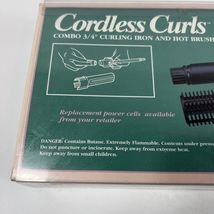 Cordless Curls™
COMBO 3/4" CURLING IRON AND HOT BRUSH
Replacement power cells available
from your retailer
DANGER: Contains Butane. Extremely Flammable. Contents under pressure.
Do not puncture or incinerate. Keep away from extreme heat.
Keep away from small children.